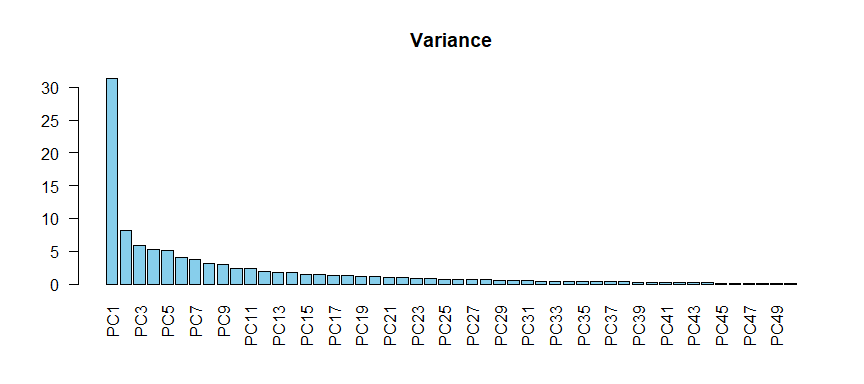 Variance
30
25
20
15
10
5
0
PC1
PC3
PC5
PC7
PC9
PC11
PC13
PC15
PC17
PC19
PC21
PC23
PC25
PC27
PC29
PC31
PC33
PC35
PC37
PC39
PC41
PC43
PC45
PC47
PC49